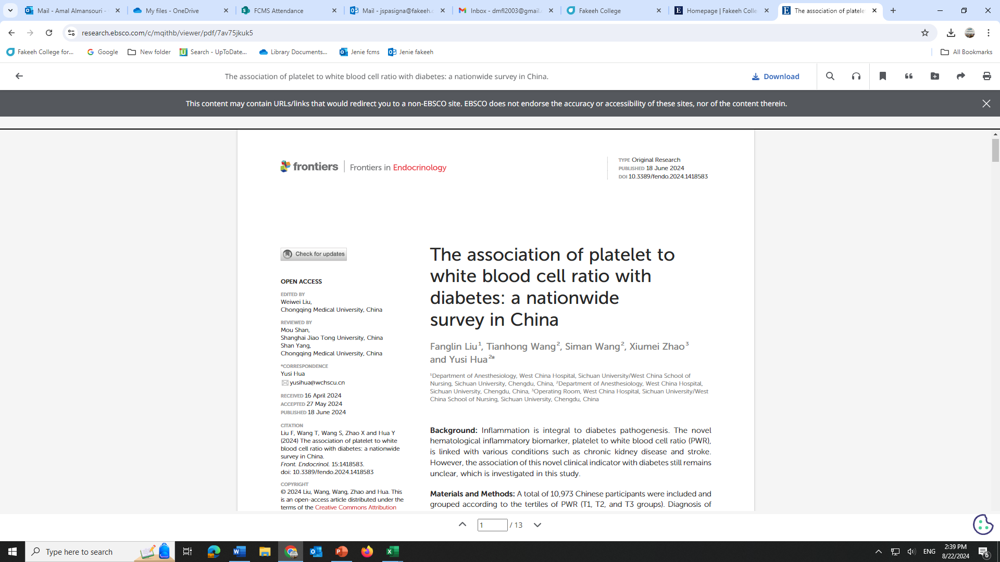 Mail - Amal Almansouri -
My files - OneDrive
FCMS Attendance
Mail - jspasigna@fakeeh.c
Inbox - dmfl2003@gmail.c
Fakeeh College
Homepage | Fakeeh Colle
The association of platele
research.ebsco.com/c/mqithb/viewer/pdf/7av75jkuk5
Fakeeh College for...
Google
New folder
Search - UpToDate...
Library Documents...
Jenie fcms
Jenie fakeeh
All Bookmarks
The association of platelet to white blood cell ratio with diabetes: a nationwide survey in China.
Download
This content may contain URLs/links that would redirect you to a non-EBSCO site. EBSCO does not endorse the accuracy or accessibility of these sites, nor of the content therein.
frontiers | Frontiers in Endocrinology
TYPE Original Research
PUBLISHED 18 June 2024
DOI 10.3389/fendo.2024.1418583
Check for updates
OPEN ACCESS
EDITED BY
Weiwei Liu,
Chongqing Medical University, China
REVIEWED BY
Mou Shan,
Shanghai Jiao Tong University, China
Shan Yang,
Chongqing Medical University, China
*CORRESPONDENCE
Yusi Hua
yusihua@wchscu.cn
RECEIVED 16 April 2024
ACCEPTED 27 May 2024
PUBLISHED 18 June 2024
CITATION
Liu F, Wang T, Wang S, Zhao X and Hua Y
(2024) The association of platelet to white
blood cell ratio with diabetes: a nationwide
survey in China.
Front. Endocrinol. 15:1418583.
doi: 10.3389/fendo.2024.1418583
COPYRIGHT
© 2024 Liu, Wang, Wang, Zhao and Hua. This
is an open-access article distributed under the
terms of the Creative Commons Attribution
The association of platelet to
white blood cell ratio with
diabetes: a nationwide
survey in China
Fanglin Liu1, Tianhong Wang2, Siman Wang2, Xiumei Zhao3
and Yusi Hua2*
1Department of Anesthesiology, West China Hospital, Sichuan University/West China School of
Nursing, Sichuan University, Chengdu, China, 2Department of Anesthesiology, West China Hospital,
Sichuan University, Chengdu, China, 3Operating Room, West China Hospital, Sichuan University/West
China School of Nursing, Sichuan University, Chengdu, China
Background: Inflammation is integral to diabetes pathogenesis. The novel
hematological inflammatory biomarker, platelet to white blood cell ratio (PWR),
is linked with various conditions such as chronic kidney disease and stroke.
However, the association of this novel clinical indicator with diabetes still remains
unclear, which is investigated in this study.
Materials and Methods: A total of 10,973 Chinese participants were included and
grouped according to the tertiles of PWR (T1, T2, and T3 groups). Diagnosis of
1 / 13
Type here to search
ENG
2:39 PM
8/22/2024
6